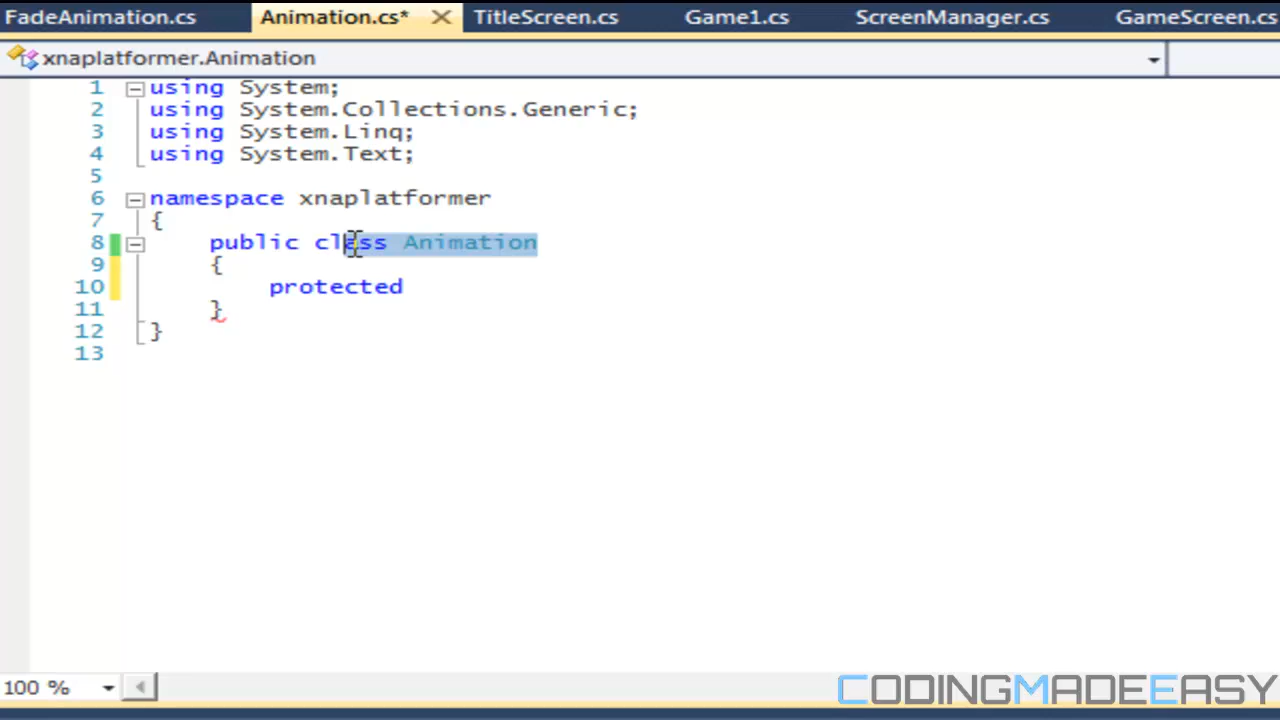 FadeAnimation.cs Animation.cs* TitleScreen.cs Game1.cs ScreenManager.cs GameScreen.cs
xnaplatformer.Animation
1 using System;
2 using System.Collections.Generic;
3 using System.Linq;
4 using System.Text;
5
6 namespace xnaplatformer
7 {
8 public class Animation
9 {
10 protected
11 }
12 }
13
100 %
CODINGMADEEASY